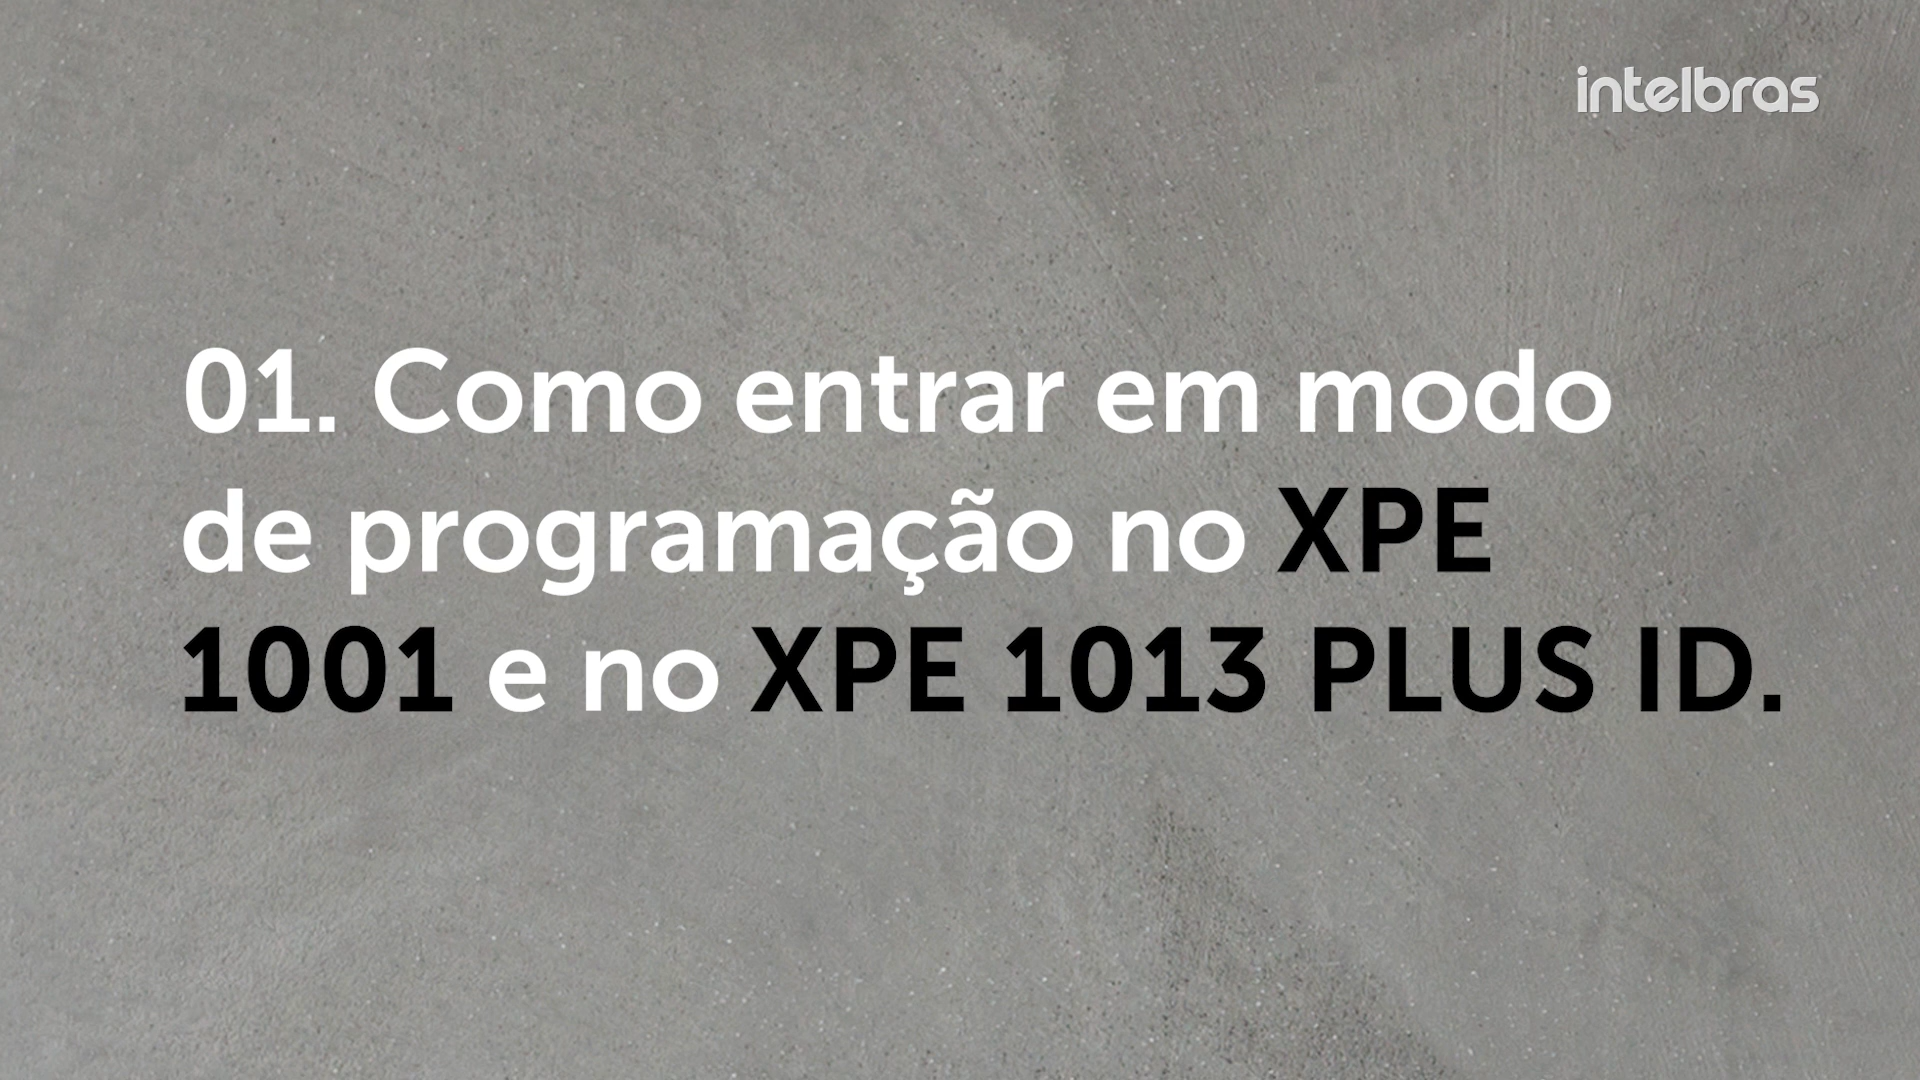 intelbras
01. Como entrar em modo
de programação no XPE
1001 e no XPE 1013 PLUS ID.